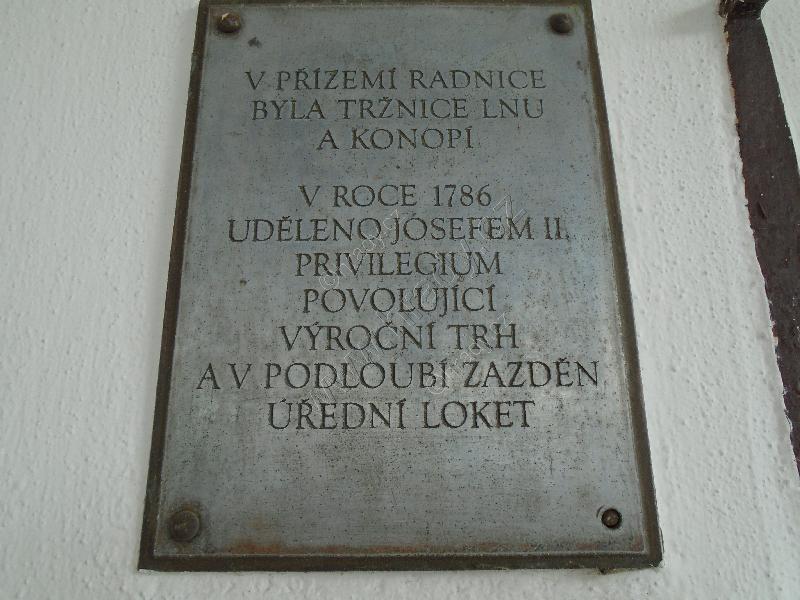 V PŘÍZEMÍ RADNICE
BYLA TRŽNICE LNU
A KONOPÍ
V ROCE 1786
UDĚLENO JOSEFEM II.
PRIVILEGIUM
POVOLUJÍCÍ
VÝROČNÍ TRH
A V PODLOUBÍ ZAZDĚN
ÚŘEDNÍ LOKET